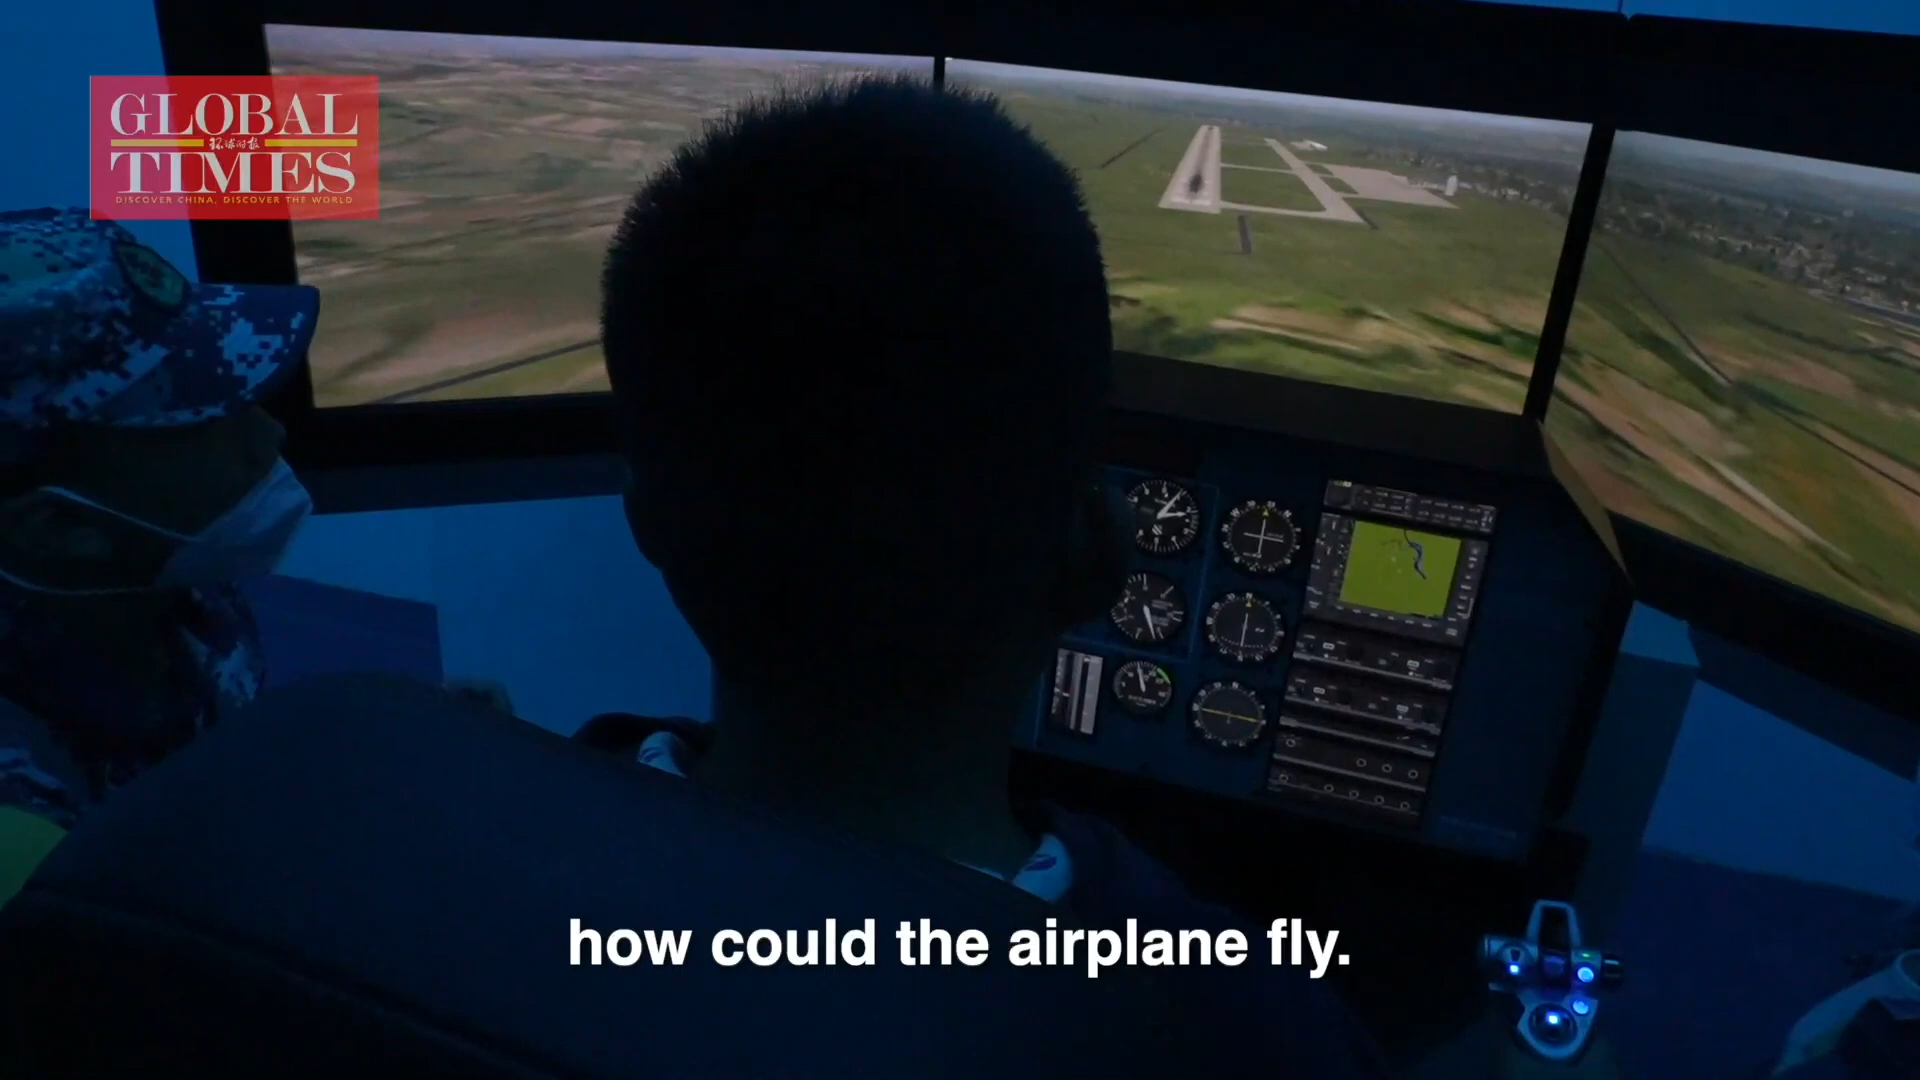 GLOBAL
环球时报
TIMES
DISCOVER CHINA, DISCOVER THE WORLD
how could the airplane fly.